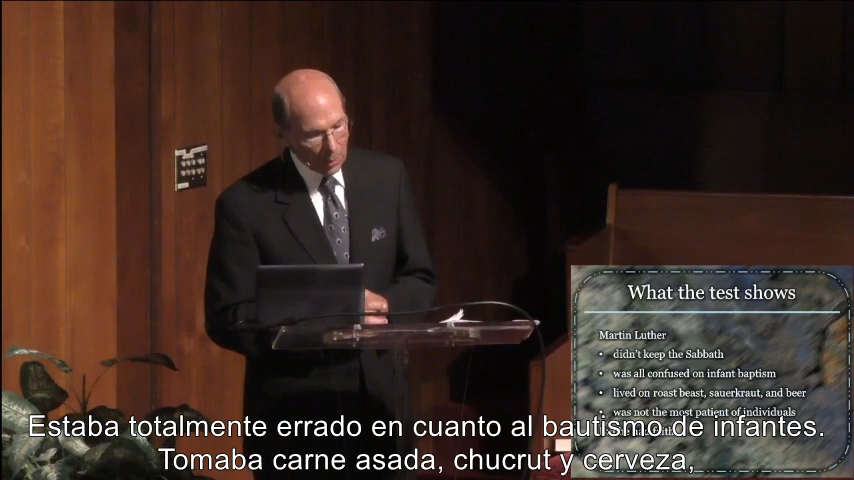 What the test shows
Martin Luther
• didn't keep the Sabbath
• was all confused on infant baptism
• lived on roast beast, sauerkraut, and beer
• was not the most patient of individuals
Estaba totalmente errado en cuanto al bautismo de infantes.
Tomaba carne asada, chucrut y cerveza,